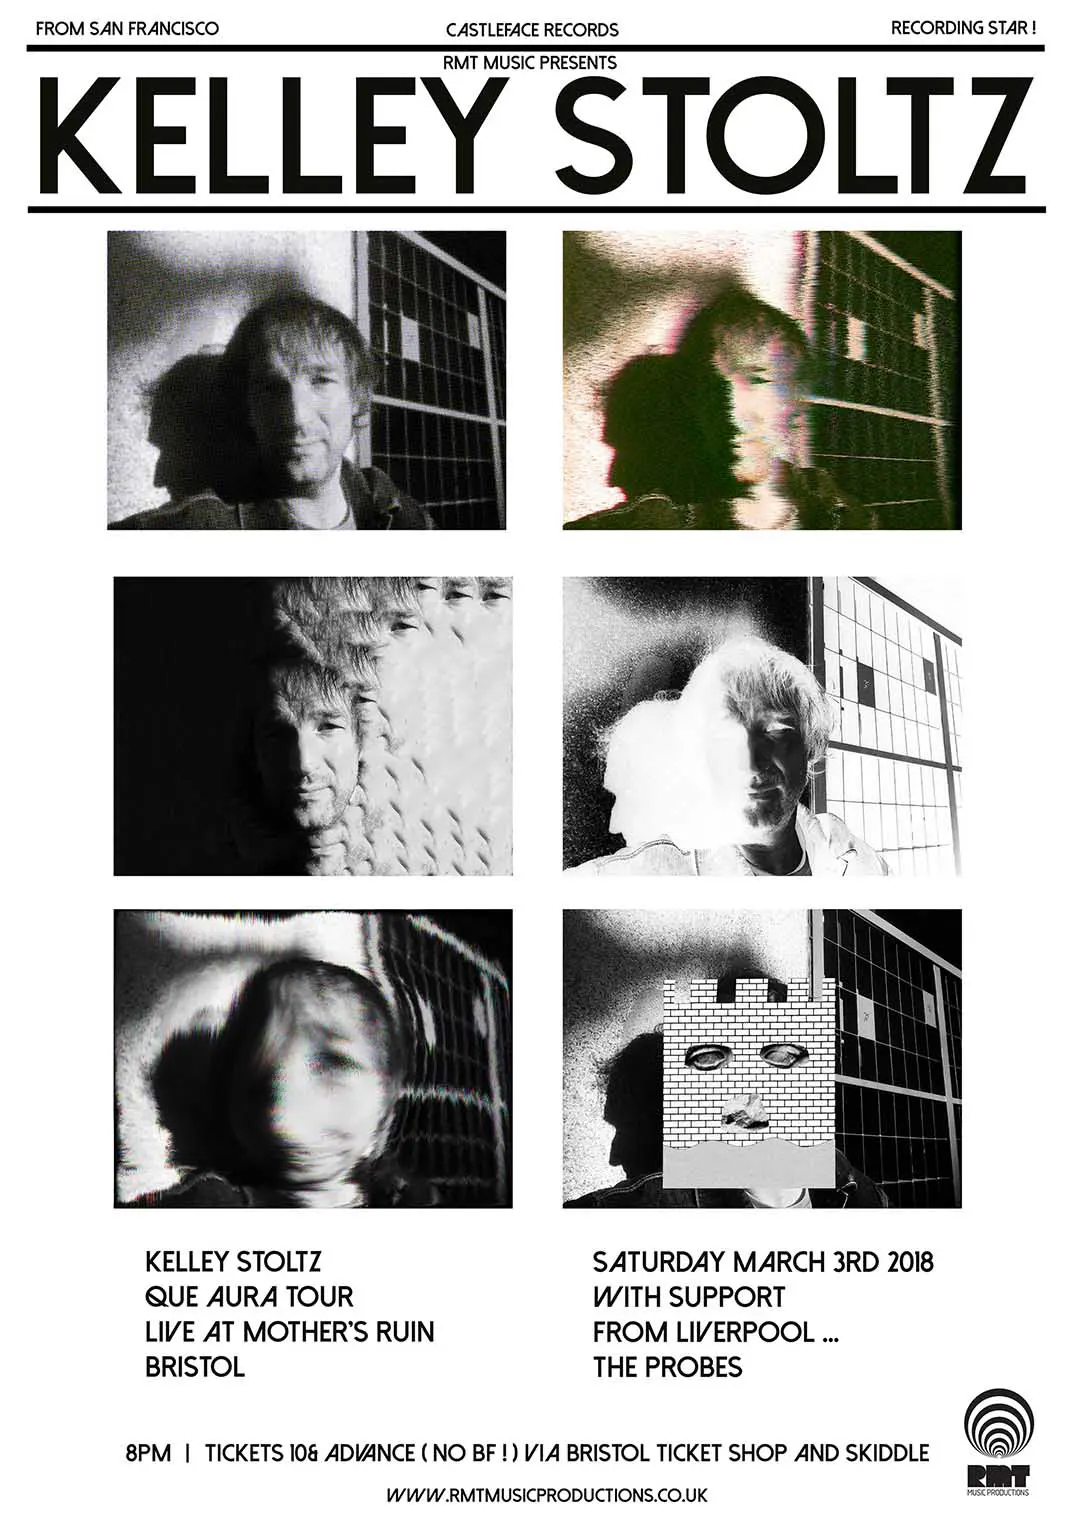 FROM SAN FRANCISCO
CASTLEFACE RECORDS
RECORDING STAR !
RMT MUSIC PRESENTS
KELLEY STOLTZ
KELLEY STOLTZ
QUE AURA TOUR
LIVE AT MOTHER'S RUIN
BRISTOL
SATURDAY MARCH 3RD 2018
WITH SUPPORT
FROM LIVERPOOL ...
THE PROBES
8PM | TICKETS 10& ADVANCE ( NO BF ! ) VIA BRISTOL TICKET SHOP AND SKIDDLE
WWW.RMTMUSICPRODUCTIONS.CO.UK
RMT
MUSIC PRODUCTIONS